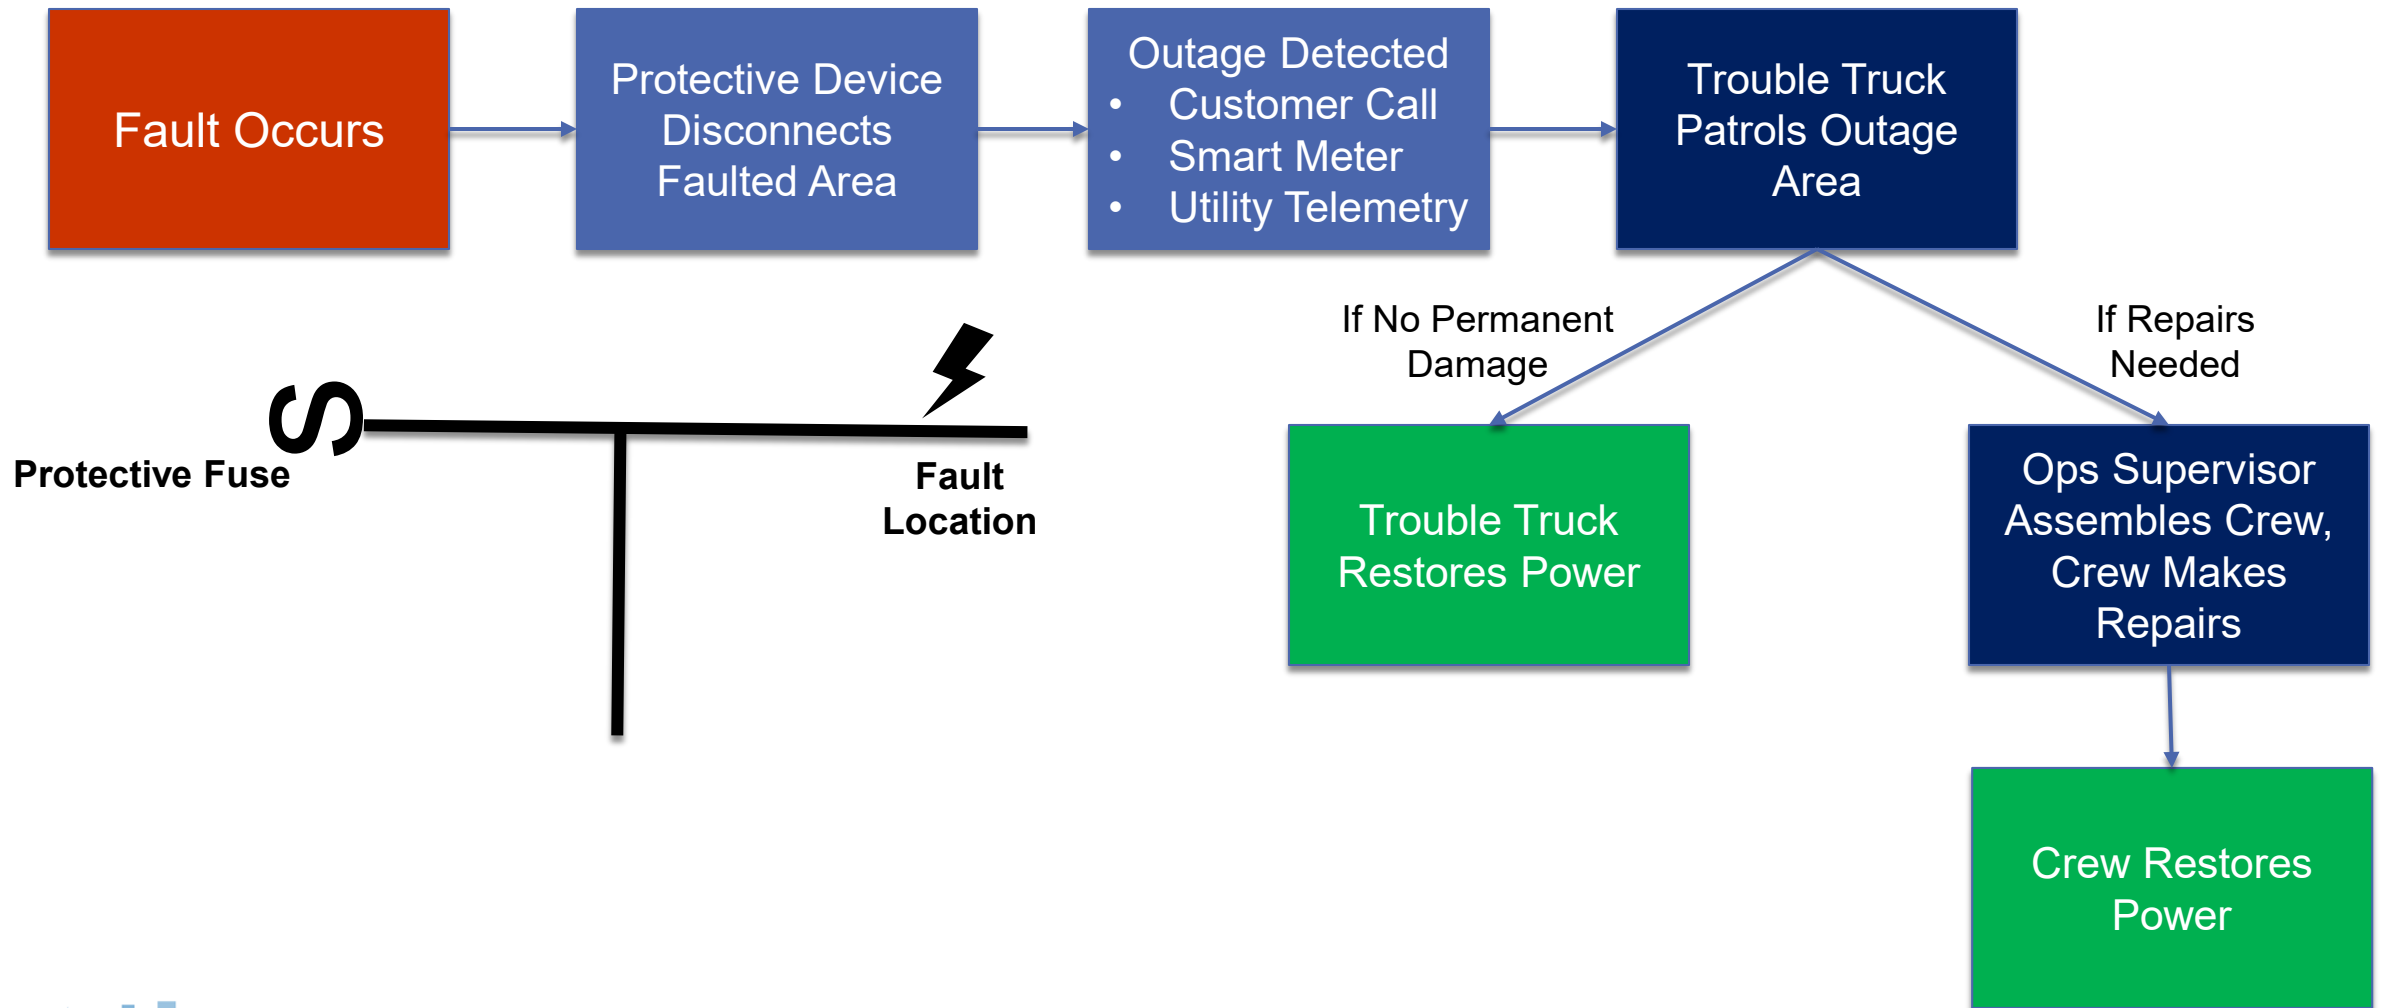 Fault Occurs
Protective Device
Disconnects
Faulted Area
Outage Detected
• Customer Call
• Smart Meter
• Utility Telemetry
Trouble Truck
Patrols Outage
Area
If No Permanent
Damage
If Repairs
Needed
S
Protective Fuse
Fault
Location
Trouble Truck
Restores Power
Ops Supervisor
Assembles Crew,
Crew Makes
Repairs
Crew Restores
Power